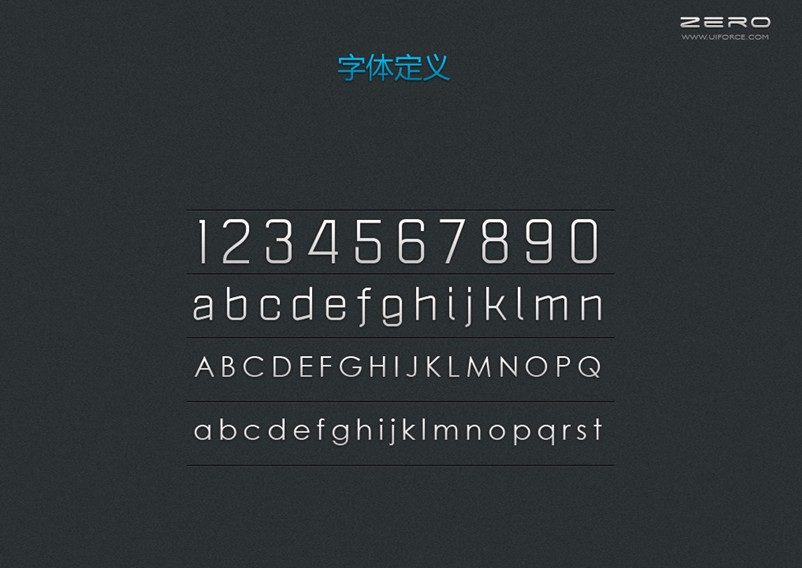 ZERO
WWW.UIFORCE.COM
字体定义
1234567890
abcdefghijklmn
ABCDEFGHIJKLMNOPQ
abcdefghijklmnopqrst